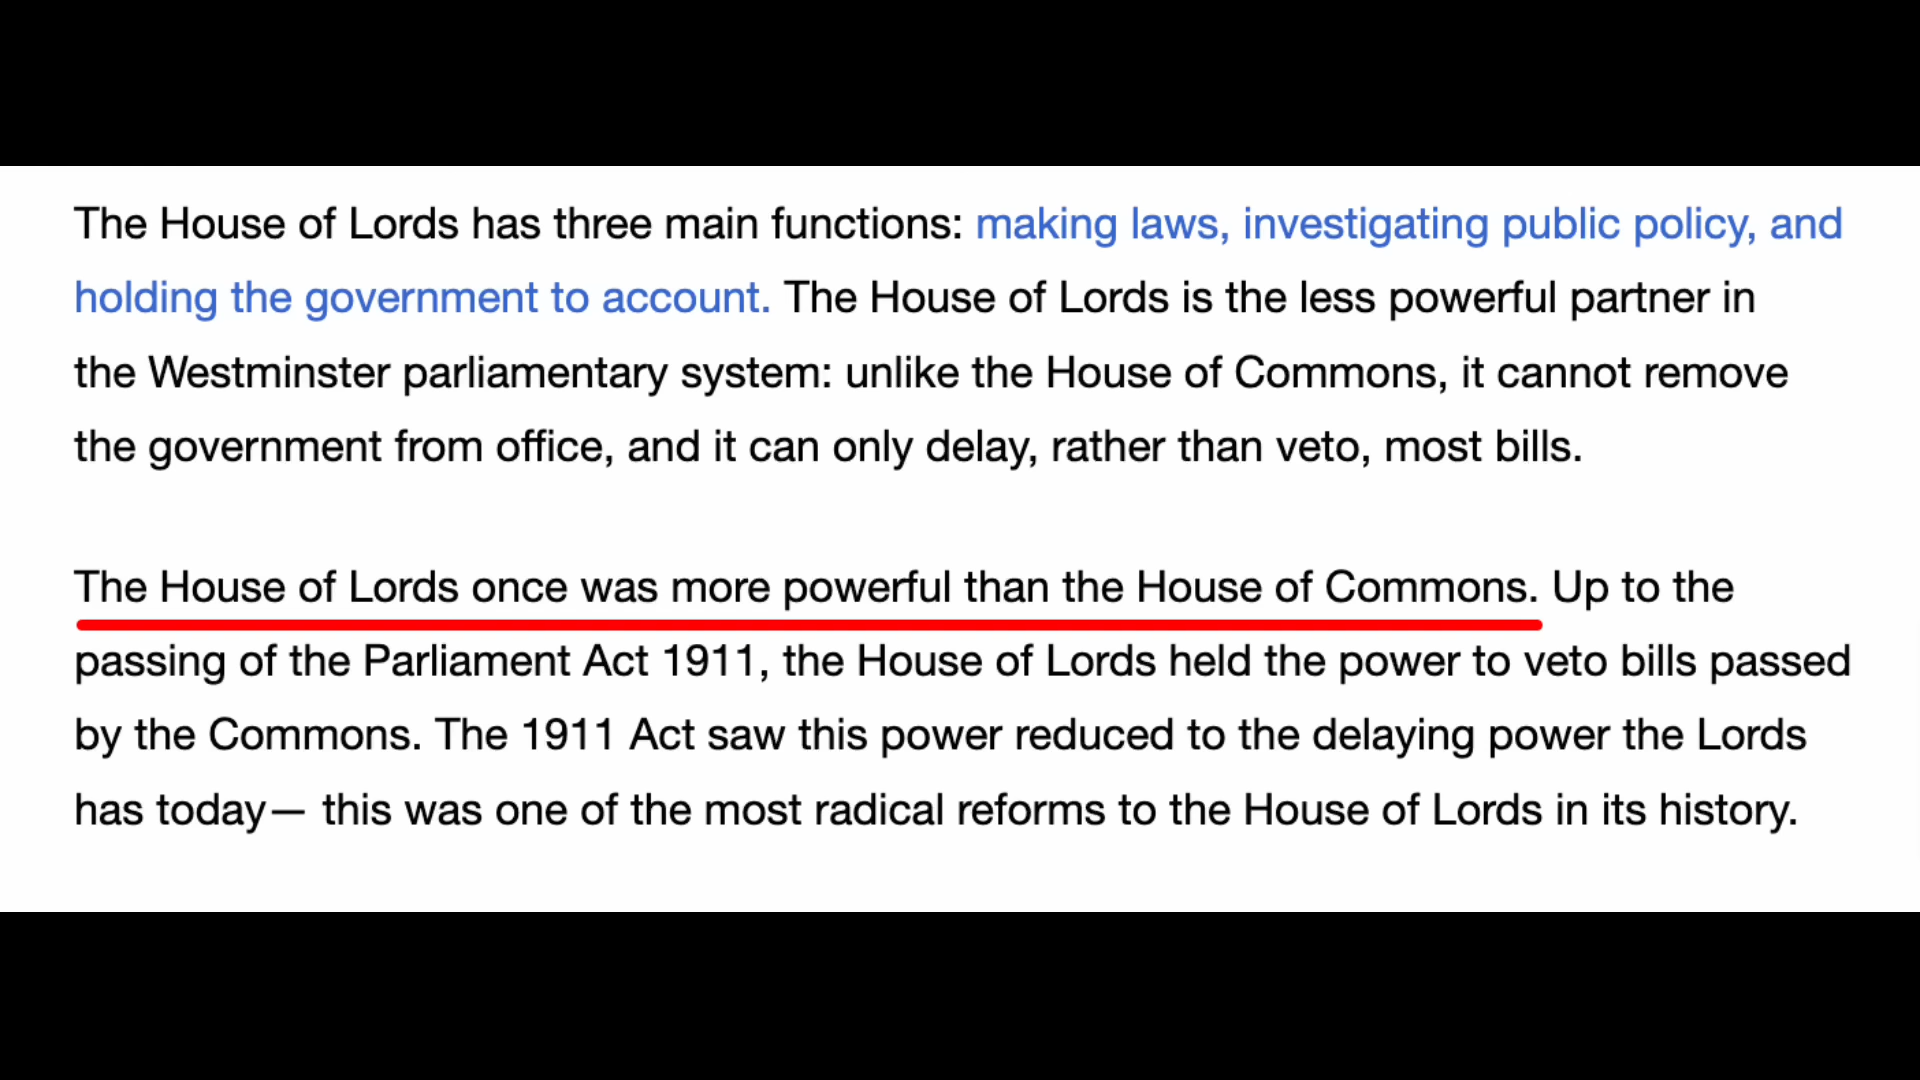 The House of Lords has three main functions: making laws, investigating public policy, and
holding the government to account. The House of Lords is the less powerful partner in
the Westminster parliamentary system: unlike the House of Commons, it cannot remove
the government from office, and it can only delay, rather than veto, most bills.
The House of Lords once was more powerful than the House of Commons. Up to the
passing of the Parliament Act 1911, the House of Lords held the power to veto bills passed
by the Commons. The 1911 Act saw this power reduced to the delaying power the Lords
has today— this was one of the most radical reforms to the House of Lords in its history.